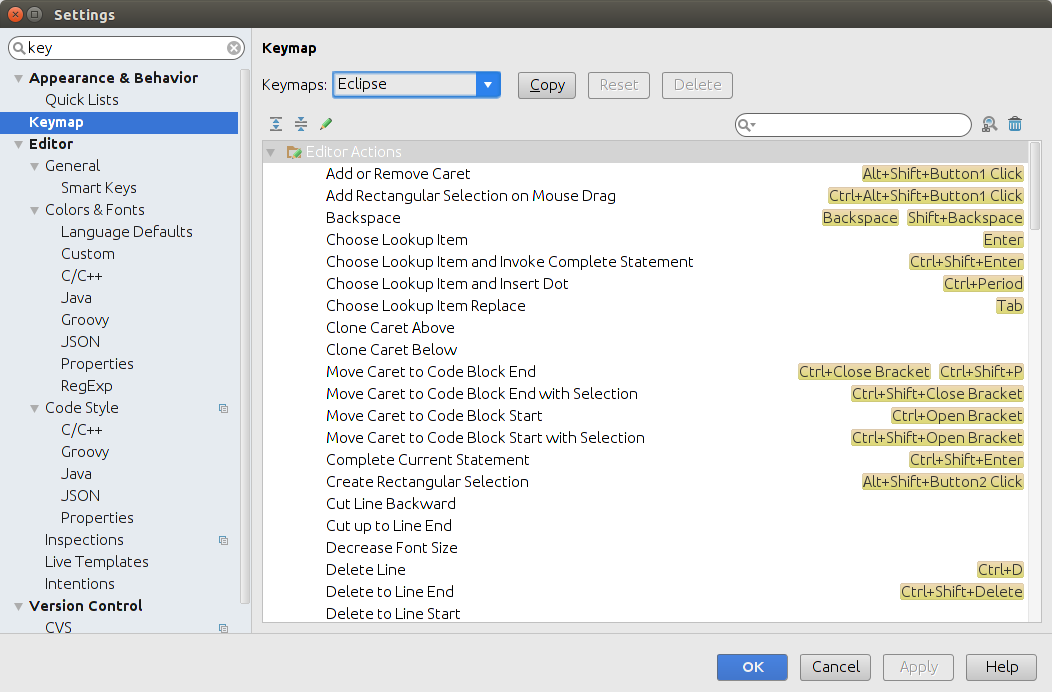 Settings
key
Appearance & Behavior
Quick Lists
Keymap
Editor
General
Smart Keys
Colors & Fonts
Language Defaults
Custom
C/C++
Java
Groovy
JSON
Properties
RegExp
Code Style
C/C++
Groovy
Java
JSON
Properties
Inspections
Live Templates
Intentions
Version Control
CVS
Keymap
Keymaps: Eclipse Copy Reset Delete
Editor Actions
Add or Remove Caret Alt+Shift+Button1 Click
Add Rectangular Selection on Mouse Drag Ctrl+Alt+Shift+Button1 Click
Backspace Backspace Shift+Backspace
Choose Lookup Item Enter
Choose Lookup Item and Invoke Complete Statement Ctrl+Shift+Enter
Choose Lookup Item and Insert Dot Ctrl+Period
Choose Lookup Item Replace Tab
Clone Caret Above
Clone Caret Below
Move Caret to Code Block End Ctrl+Close Bracket Ctrl+Shift+P
Move Caret to Code Block End with Selection Ctrl+Shift+Close Bracket
Move Caret to Code Block Start Ctrl+Open Bracket
Move Caret to Code Block Start with Selection Ctrl+Shift+Open Bracket
Complete Current Statement Ctrl+Shift+Enter
Create Rectangular Selection Alt+Shift+Button2 Click
Cut Line Backward
Cut up to Line End
Decrease Font Size
Delete Line Ctrl+D
Delete to Line End Ctrl+Shift+Delete
Delete to Line Start
OK Cancel Apply Help